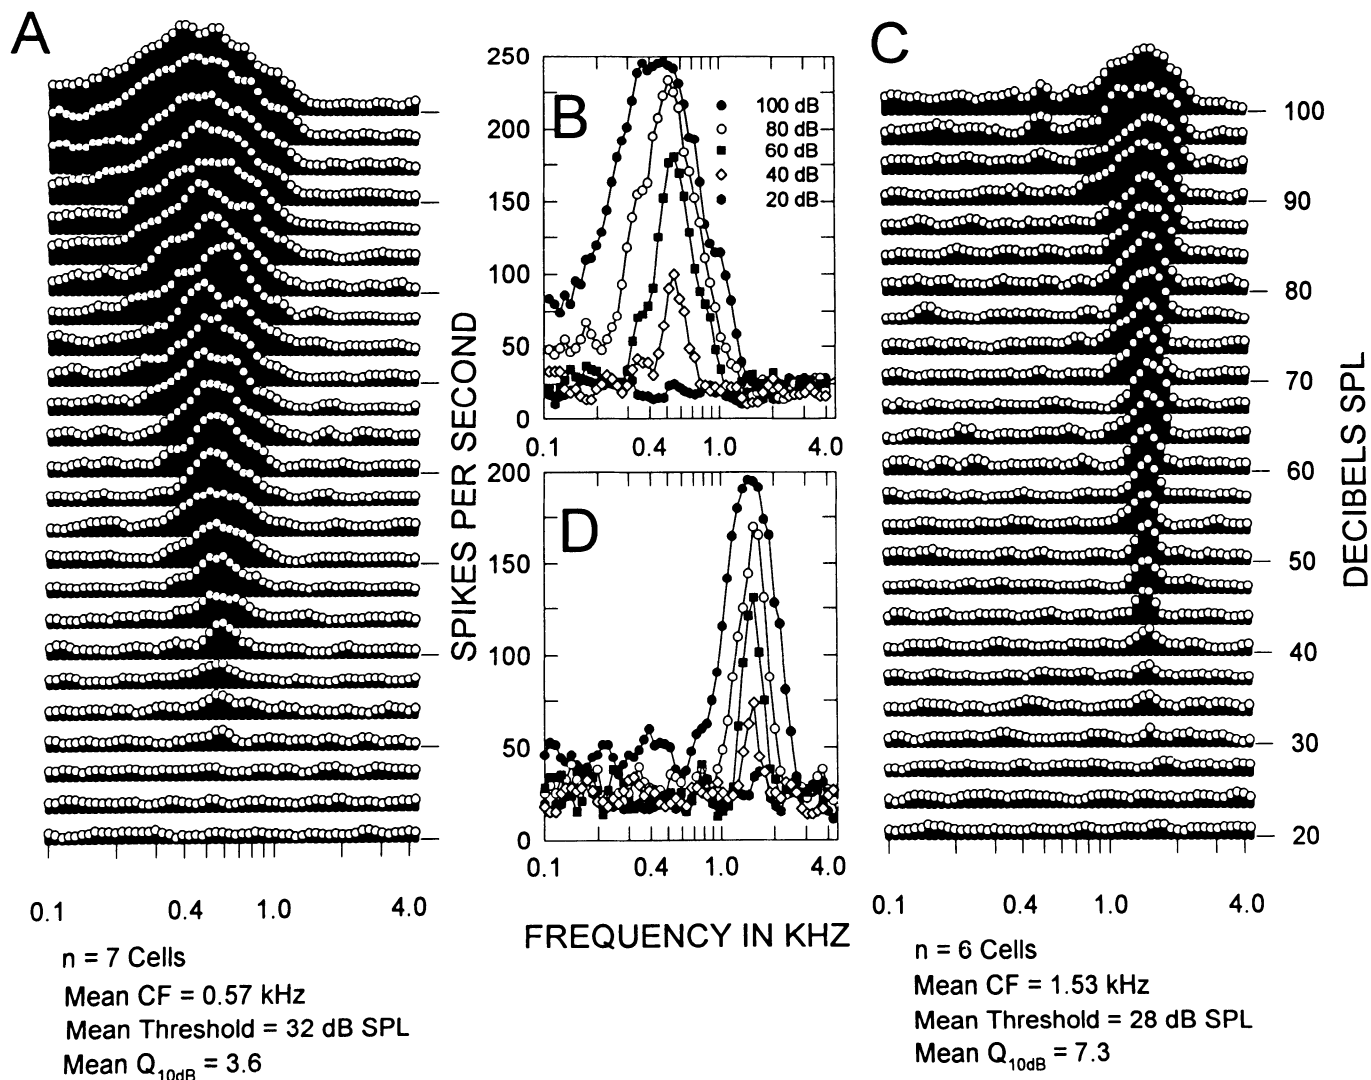 A
B
100 dB
80 dB
60 dB
40 dB
20 dB
250
200
150
100
50
0
0.1 0.4 1.0 4.0
SPIKES PER SECOND
D
200
150
100
50
0
0.1 0.4 1.0 4.0
FREQUENCY IN KHZ
C
100
90
80
70
60
50
40
30
20
DECIBELS SPL
0.1 0.4 1.0 4.0
n = 7 Cells
Mean CF = 0.57 kHz
Mean Threshold = 32 dB SPL
Mean Q10dB = 3.6
0.1 0.4 1.0 4.0
n = 6 Cells
Mean CF = 1.53 kHz
Mean Threshold = 28 dB SPL
Mean Q10dB = 7.3